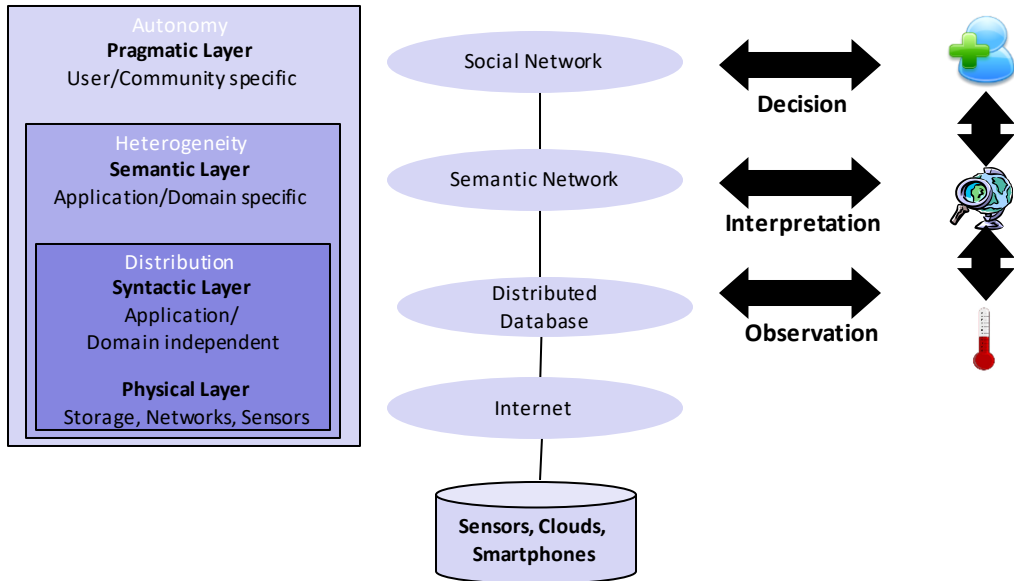 Autonomy
Pragmatic Layer
User/Community specific
Heterogeneity
Semantic Layer
Application/Domain specific
Distribution
Syntactic Layer
Application/
Domain independent
Physical Layer
Storage, Networks, Sensors
Social Network
Semantic Network
Distributed
Database
Internet
Sensors, Clouds,
Smartphones
Decision
Interpretation
Observation